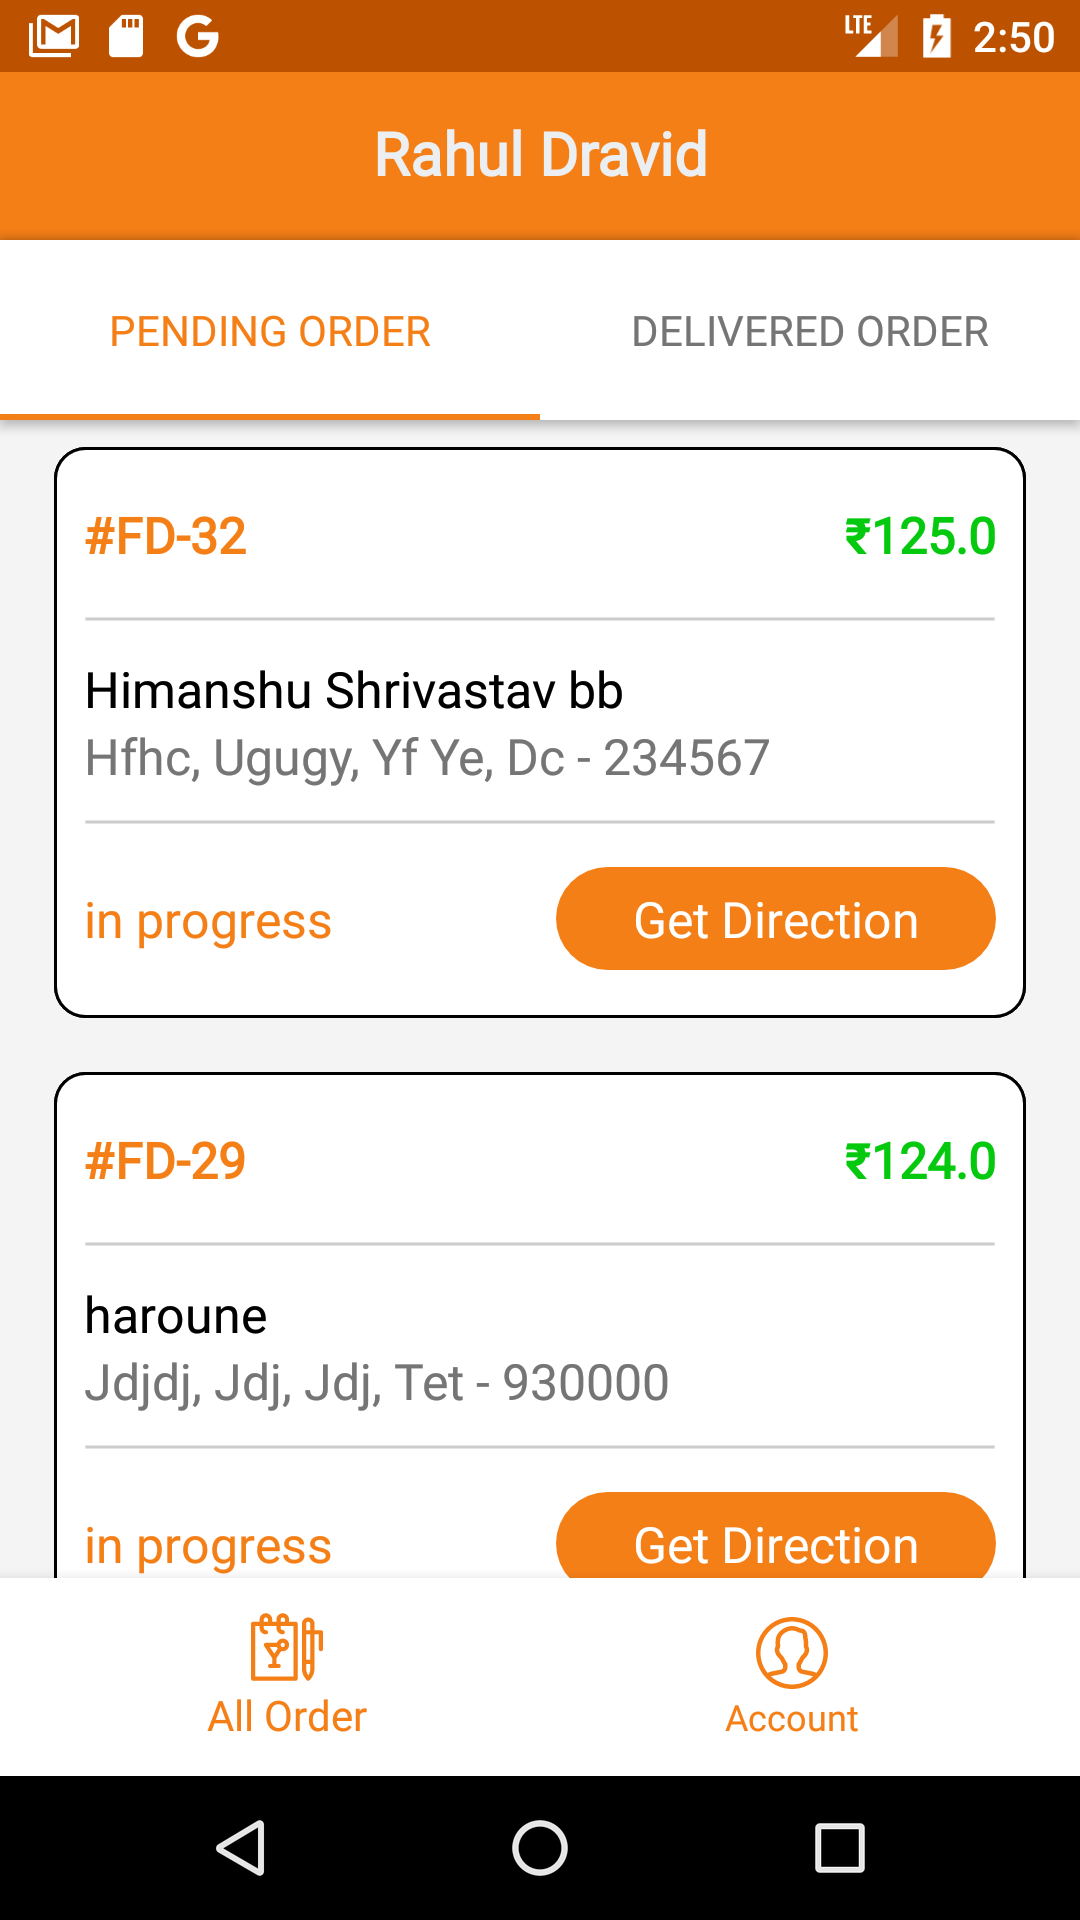 LTE 2:50
Rahul Dravid
PENDING ORDER DELIVERED ORDER
#FD-32 ₹125.0
Himanshu Shrivastav bb
Hfhc, Ugugy, Yf Ye, Dc - 234567
in progress Get Direction
#FD-29 ₹124.0
haroune
Jdjdj, Jdj, Jdj, Tet - 930000
in progress Get Direction
All Order Account